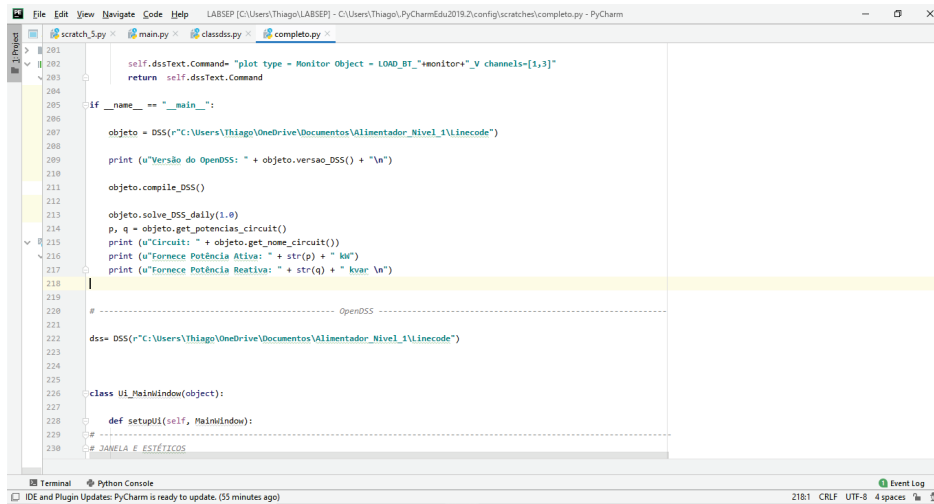 File Edit View Navigate Code Help LABSEP [C:\Users\Thiago\LABSEP] - C:\Users\Thiago\.PyCharmEdu2019.2\config\scratches\completo.py - PyCharm
scratch_5.py main.py classdss.py completo.py
1: Project
201
202 self.dssText.Command= "plot type = Monitor Object = LOAD_BT_"+monitor+"_V channels=[1,3]"
203 return self.dssText.Command
204
205 if __name__ == "__main__":
206
207 objeto = DSS(r"C:\Users\Thiago\OneDrive\Documentos\Alimentador_Nivel_1\Linecode")
208
209 print (u"Versão do OpenDSS: " + objeto.versao_DSS() + "\n")
210
211 objeto.compile_DSS()
212
213 objeto.solve_DSS_daily(1.0)
214 p, q = objeto.get_potencias_circuit()
215 print (u"Circuit: " + objeto.get_nome_circuit())
216 print (u"Fornece Potência Ativa: " + str(p) + " kW")
217 print (u"Fornece Potência Reativa: " + str(q) + " kvar \n")
218
219
220 # ------------------------------------------------- OpenDSS -------------------------------------------------------------
221
222 dss= DSS(r"C:\Users\Thiago\OneDrive\Documentos\Alimentador_Nivel_1\Linecode")
223
224
225
226 class Ui_MainWindow(object):
227
228 def setupUi(self, MainWindow):
229 # ------------------------------------------------------------------------------------------------------------------------
230 # JANELA E ESTÉTICOS
Terminal Python Console 1 Event Log
IDE and Plugin Updates: PyCharm is ready to update. (55 minutes ago) 218:1 CRLF UTF-8 4 spaces